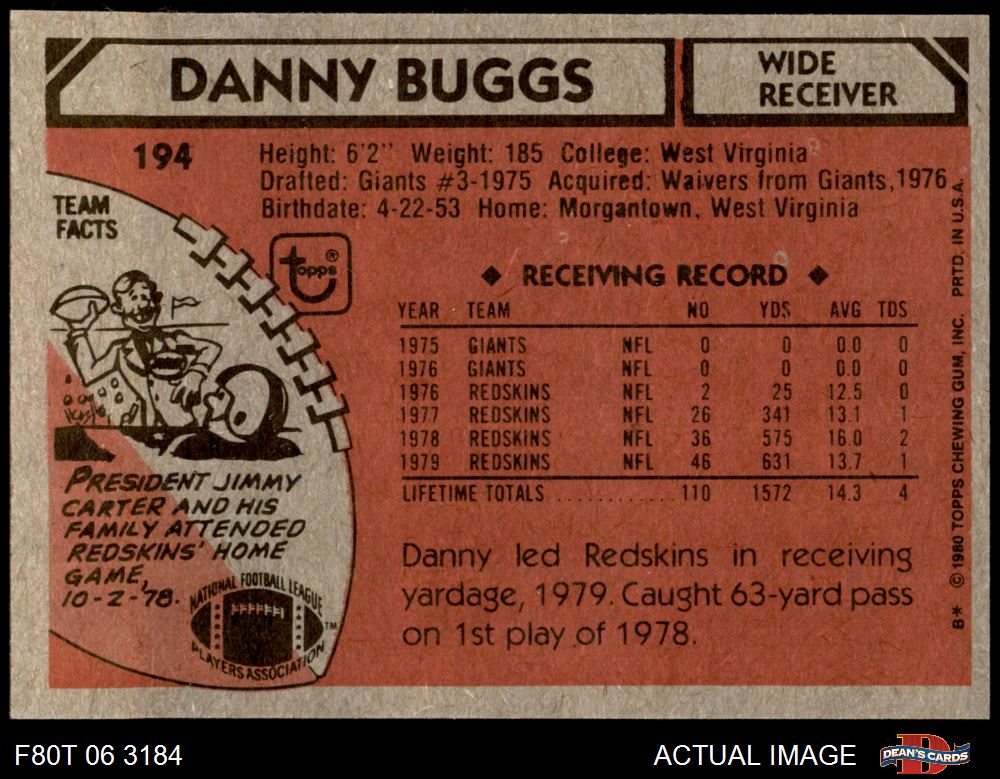 DANNY BUGGS
WIDE
RECEIVER
194
Height: 6'2" Weight: 185 College: West Virginia
Drafted: Giants #3-1975 Acquired: Waivers from Giants, 1976
Birthdate: 4-22-53 Home: Morgantown, West Virginia
TEAM
FACTS
topps®
◆ RECEIVING RECORD ◆
YEAR TEAM NO YDS AVG TDS
1975 GIANTS NFL 0 0 0.0 0
1976 GIANTS NFL 0 0 0.0 0
1976 REDSKINS NFL 2 25 12.5 0
1977 REDSKINS NFL 26 341 13.1 1
1978 REDSKINS NFL 36 575 16.0 2
1979 REDSKINS NFL 46 631 13.7 1
LIFETIME TOTALS ............ 110 1572 14.3 4
Danny led Redskins in receiving
yardage, 1979. Caught 63-yard pass
on 1st play of 1978.
PRESIDENT JIMMY
CARTER AND HIS
FAMILY ATTENDED
REDSKINS' HOME
GAME,
10-2-78.
NATIONAL FOOTBALL LEAGUE
PLAYERS ASSOCIATION
TM
B* © 1980 TOPPS CHEWING GUM, INC. PRTD. IN U.S.A.
F80T 06 3184
ACTUAL IMAGE
DEAN'S CARDS